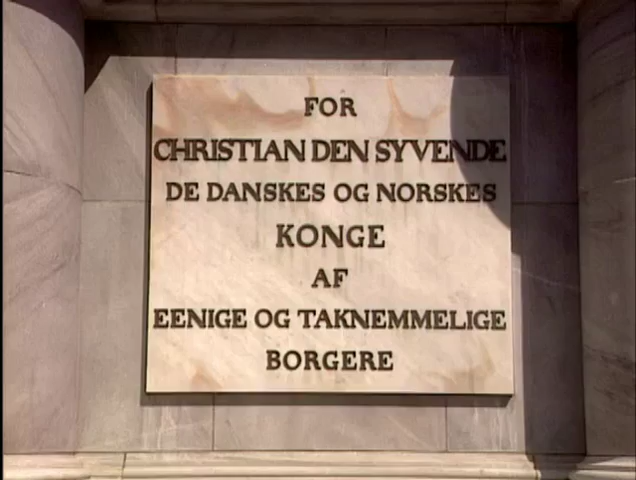 FOR
CHRISTIAN DEN SYVENDE
DE DANSKES OG NORSKES
KONGE
AF
EENIGE OG TAKNEMMELIGE
BORGERE